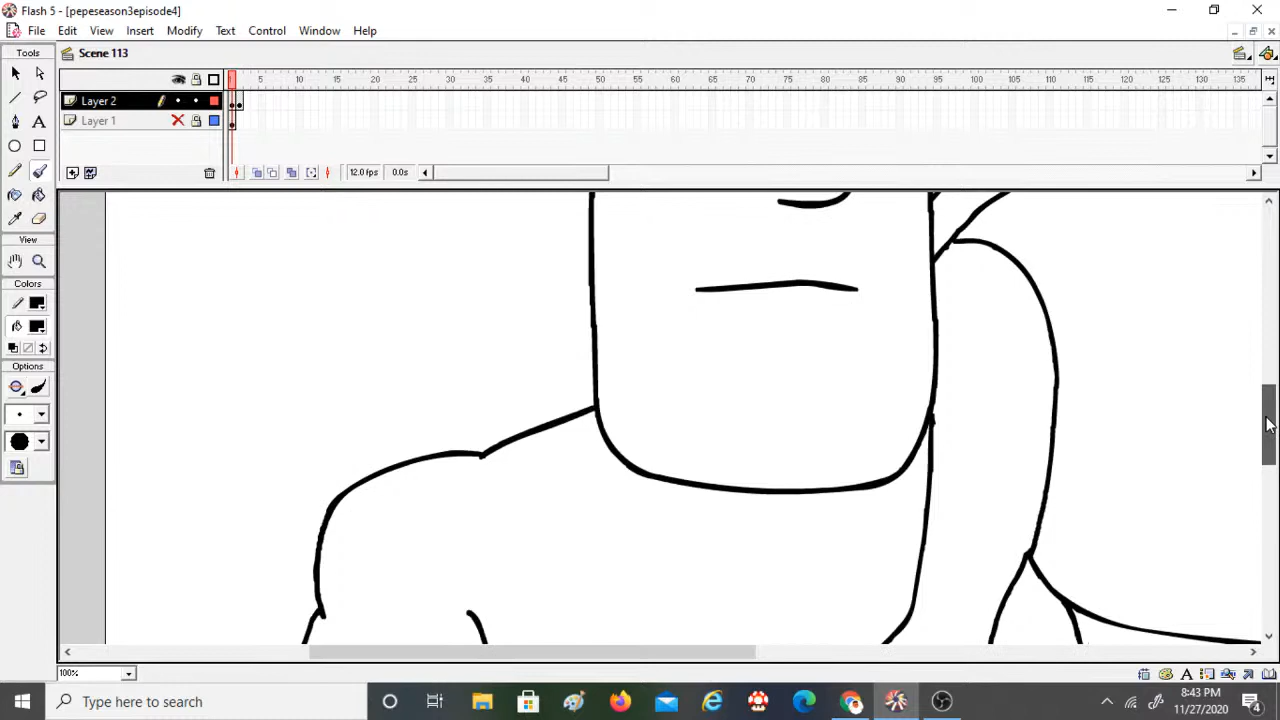 Flash 5 - [pepeseason3episode4]
File Edit View Insert Modify Text Control Window Help
Tools Scene 113
5 10 15 20 25 30 35 40 45 50 55 60 65 70 75 80 85 90 95 100 105 110 115 120 125 130 135
Layer 2
Layer 1
12.0 fps 0.0s
View
Colors
Options
100%
Type here to search
8:43 PM
11/27/2020
4